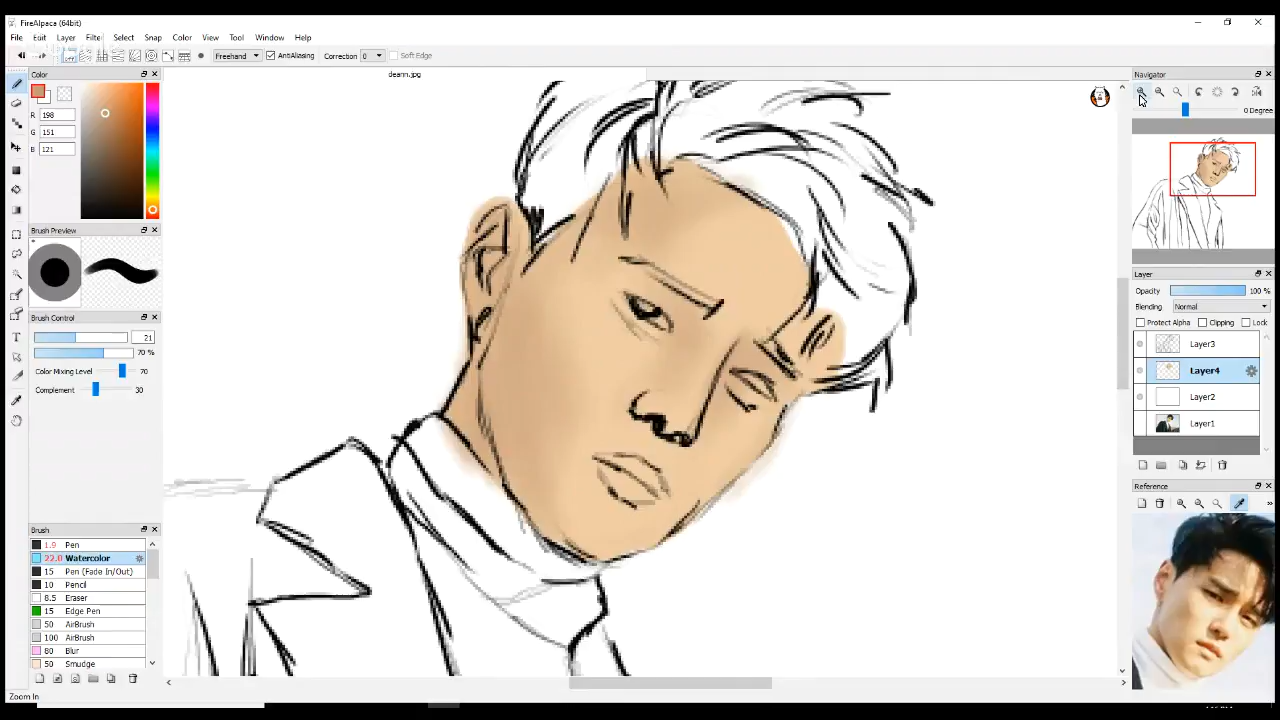 FireAlpaca (64bit)
File Edit Layer Filter Select Snap Color View Tool Window Help
Freehand AntiAliasing Correction 0 Soft Edge
Color
deann.jpg
Navigator
R 198
G 151
B 121
0 Degree
Brush Preview
Layer
Opacity 100 %
Blending Normal
Brush Control
Protect Alpha Clipping Lock
21
70 %
Color Mixing Level 70
Complement 30
Layer3
Layer4
Layer2
Layer1
Reference
Brush
1.9 Pen
22.0 Watercolor
15 Pen (Fade In/Out)
10 Pencil
8.5 Eraser
15 Edge Pen
50 AirBrush
100 AirBrush
80 Blur
50 Smudge
Zoom In